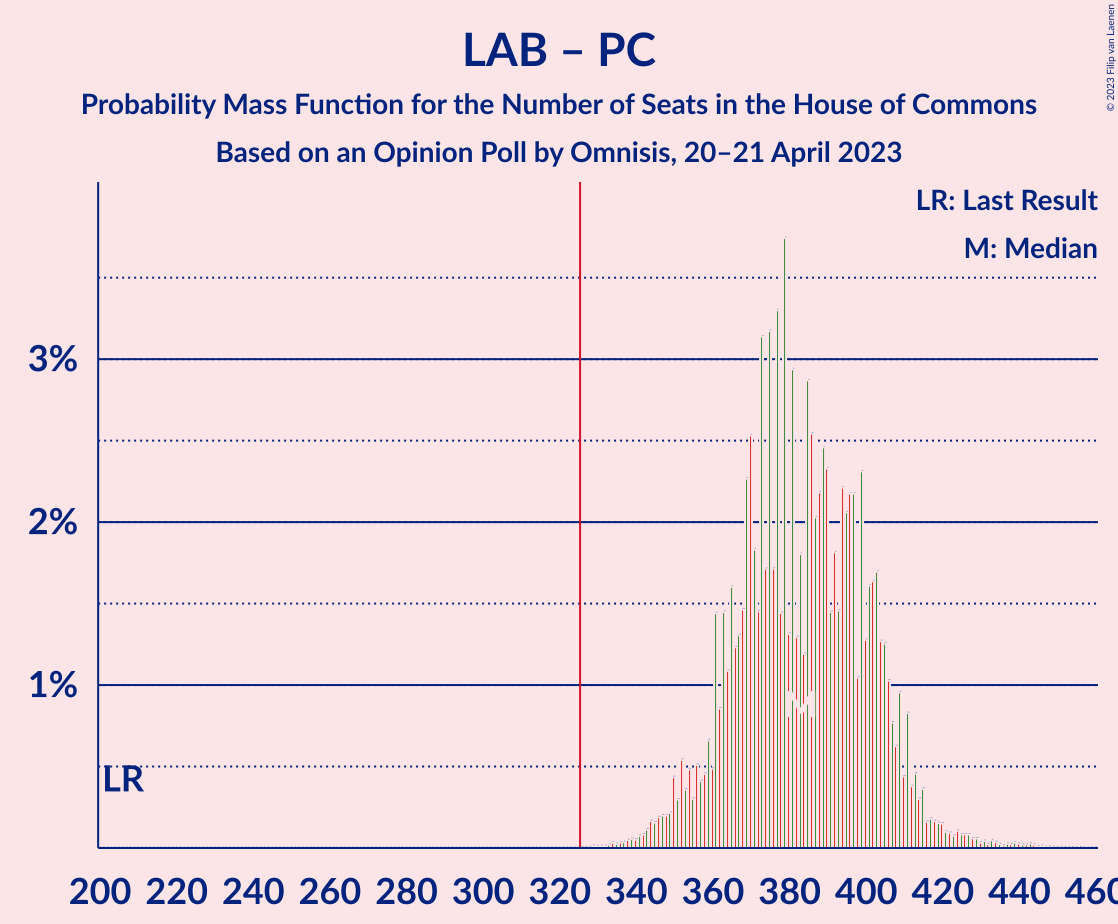 LAB – PC
Probability Mass Function for the Number of Seats in the House of Commons
Based on an Opinion Poll by Omnisis, 20–21 April 2023
© 2023 Filip van Laenen
LR: Last Result
M: Median
3%
2%
1%
LR
M
200 220 240 260 280 300 320 340 360 380 400 420 440 460